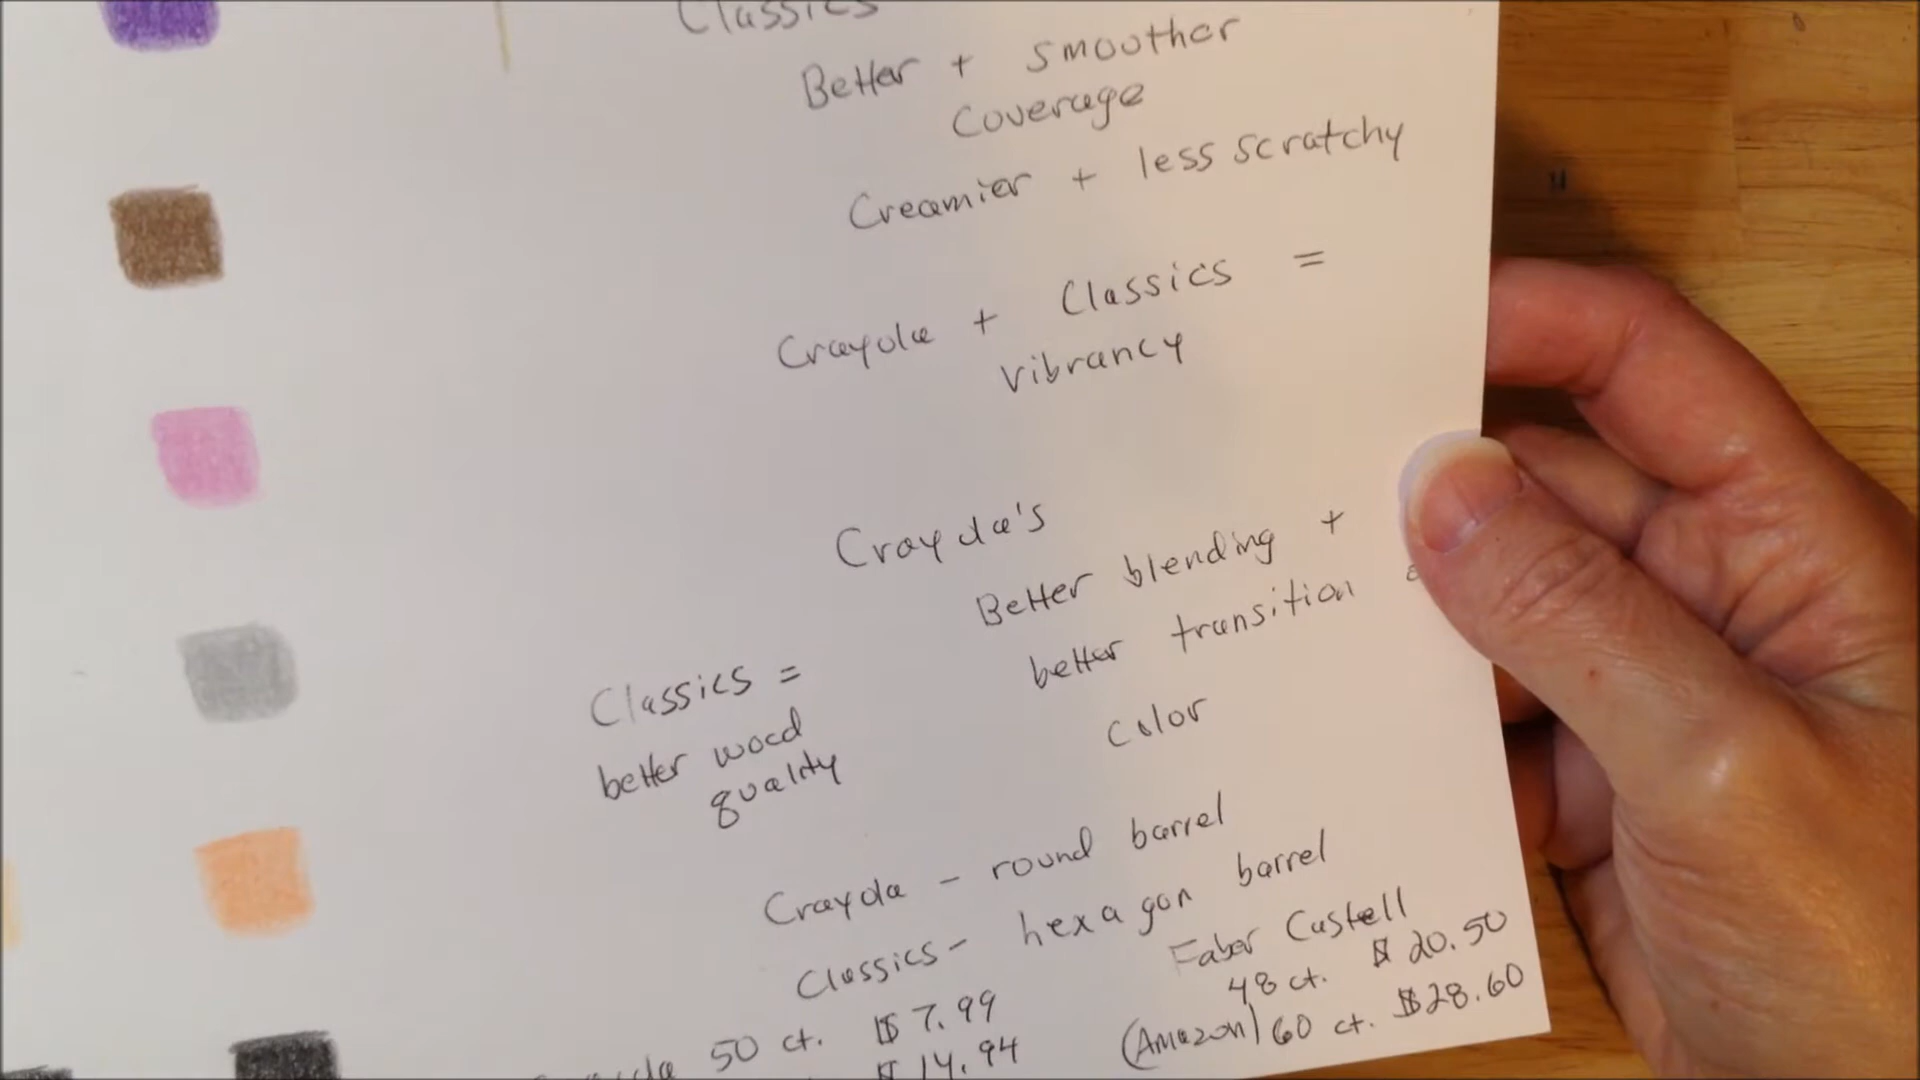 Classics
Better + smoother
coverage
Creamier + less scratchy
Crayola + Classics =
vibrancy
Crayola's
Better blending +
better transition
color
Classics =
better wood
quality
Crayola - round barrel
Classics - hexagon barrel
Faber Castell
48 ct. $ 20.50
(Amazon) 60 ct. $28.60
50 ct. $ 7.99
$ 14.94